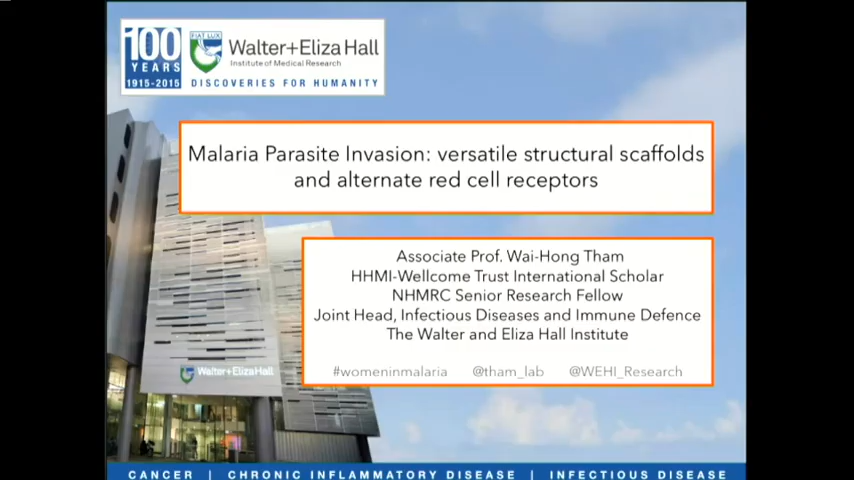 100
YEARS
1915-2015
FIAT LUX
Walter+Eliza Hall
Institute of Medical Research
DISCOVERIES FOR HUMANITY
Malaria Parasite Invasion: versatile structural scaffolds
and alternate red cell receptors
Associate Prof. Wai-Hong Tham
HHMI-Wellcome Trust International Scholar
NHMRC Senior Research Fellow
Joint Head, Infectious Diseases and Immune Defence
The Walter and Eliza Hall Institute
#womeninmalaria @tham_lab @WEHI_Research
Walter+Eliza Hall
CANCER | CHRONIC INFLAMMATORY DISEASE | INFECTIOUS DISEASE